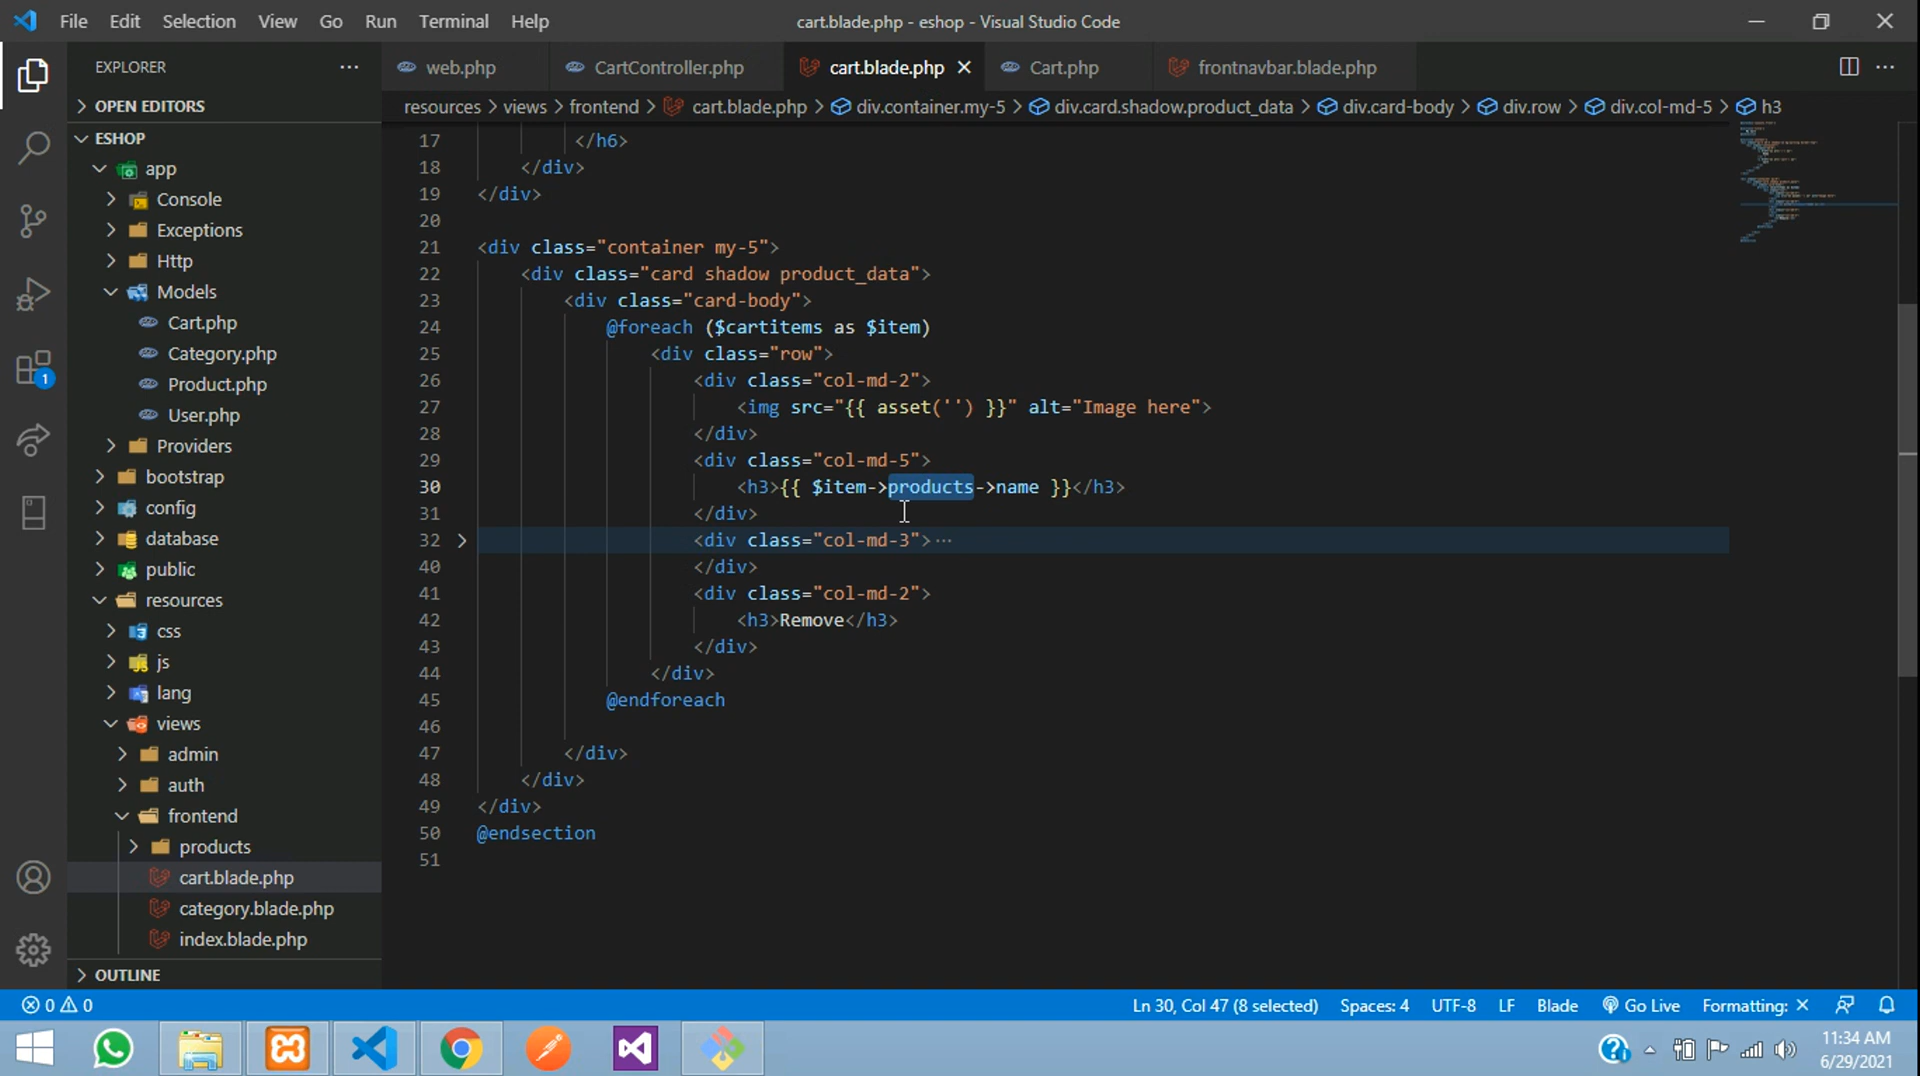 File Edit Selection View Go Run Terminal Help
cart.blade.php - eshop - Visual Studio Code
EXPLORER
web.php
CartController.php
cart.blade.php
Cart.php
frontnavbar.blade.php
OPEN EDITORS
ESHOP
app
Console
Exceptions
Http
Models
Cart.php
Category.php
Product.php
User.php
Providers
bootstrap
config
database
public
resources
css
js
lang
views
admin
auth
frontend
products
cart.blade.php
category.blade.php
index.blade.php
OUTLINE
resources > views > frontend > cart.blade.php > div.container.my-5 > div.card.shadow.product_data > div.card-body > div.row > div.col-md-5 > h3
17 </h6>
18 </div>
19 </div>
20
21 <div class="container my-5">
22 <div class="card shadow product_data">
23 <div class="card-body">
24 @foreach ($cartitems as $item)
25 <div class="row">
26 <div class="col-md-2">
27 <img src="{{ asset('') }}" alt="Image here">
28 </div>
29 <div class="col-md-5">
30 <h3>{{ $item->products->name }}</h3>
31 </div>
32 <div class="col-md-3"> ...
40 </div>
41 <div class="col-md-2">
42 <h3>Remove</h3>
43 </div>
44 </div>
45 @endforeach
46
47 </div>
48 </div>
49 </div>
50 @endsection
51
1
0 0
Ln 30, Col 47 (8 selected) Spaces: 4 UTF-8 LF Blade Go Live Formatting: ×
11:34 AM
6/29/2021